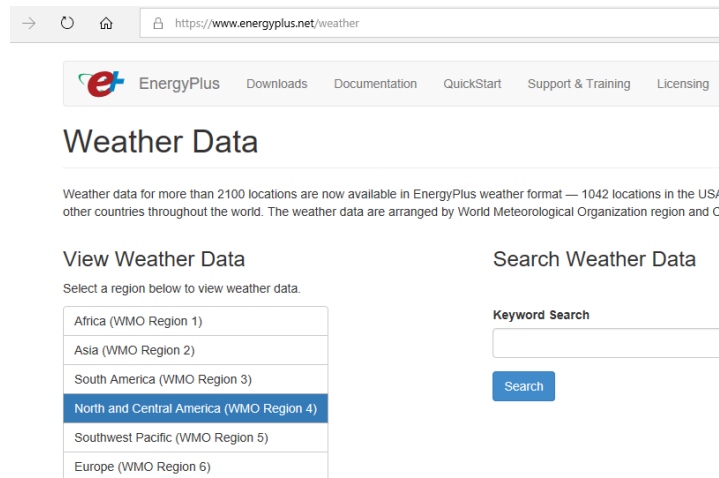 https://www.energyplus.net/weather
e+ EnergyPlus Downloads Documentation QuickStart Support & Training Licensing
Weather Data
Weather data for more than 2100 locations are now available in EnergyPlus weather format — 1042 locations in the USA
other countries throughout the world. The weather data are arranged by World Meteorological Organization region and
View Weather Data
Select a region below to view weather data.
Africa (WMO Region 1)
Asia (WMO Region 2)
South America (WMO Region 3)
North and Central America (WMO Region 4)
Southwest Pacific (WMO Region 5)
Europe (WMO Region 6)
Search Weather Data
Keyword Search
Search